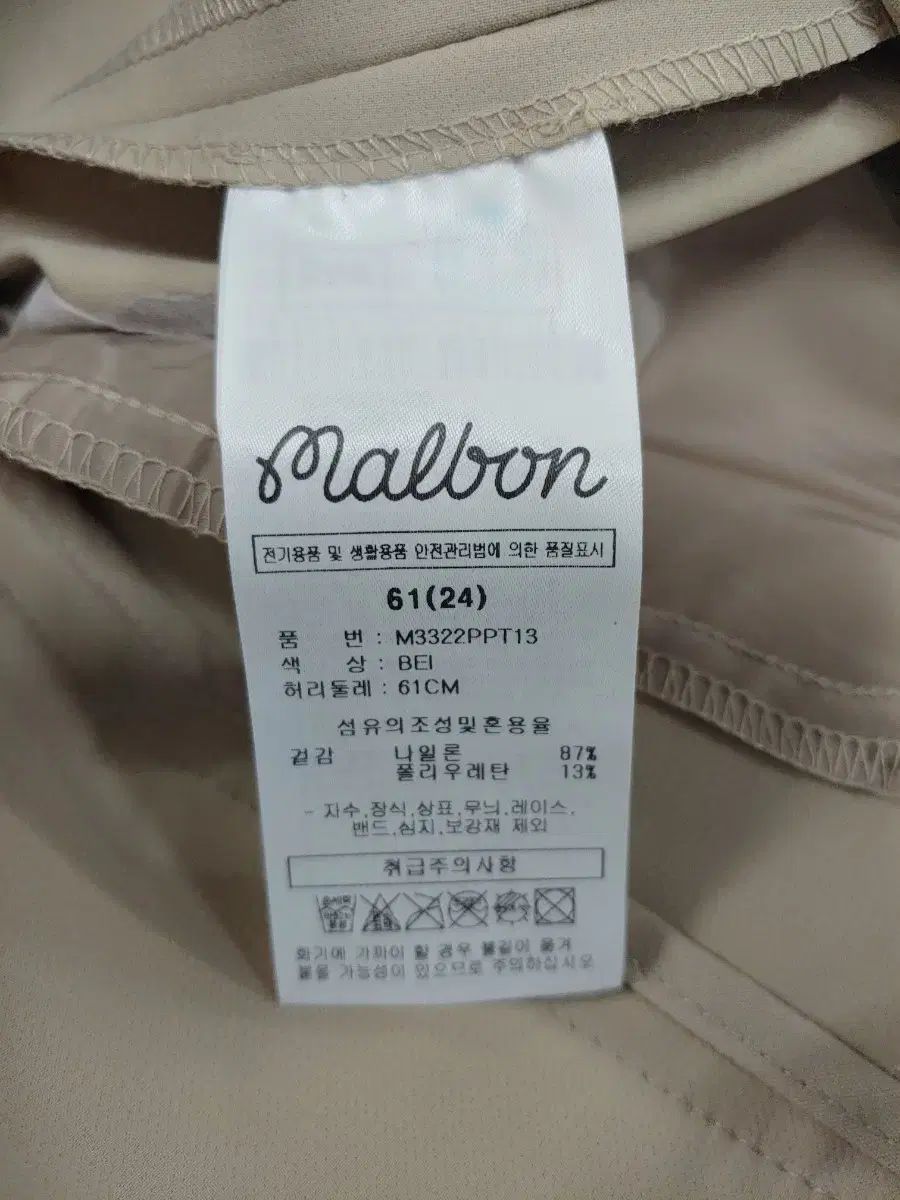 malbon
전기용품 및 생활용품 안전관리법에 의한 품질표시
61(24)
품 번 : M3322PPT13
색 상 : BEI
허리둘레 : 61CM
섬유의조성및혼용율
겉감 나일론 87%
폴리우레탄 13%
- 자수,장식,상표,무늬,레이스,
밴드,심지,보강재 제외
취급주의사항
화기에 가까이 할 경우 불길이 옮겨
붙을 가능성이 있으므로 주의하십시오